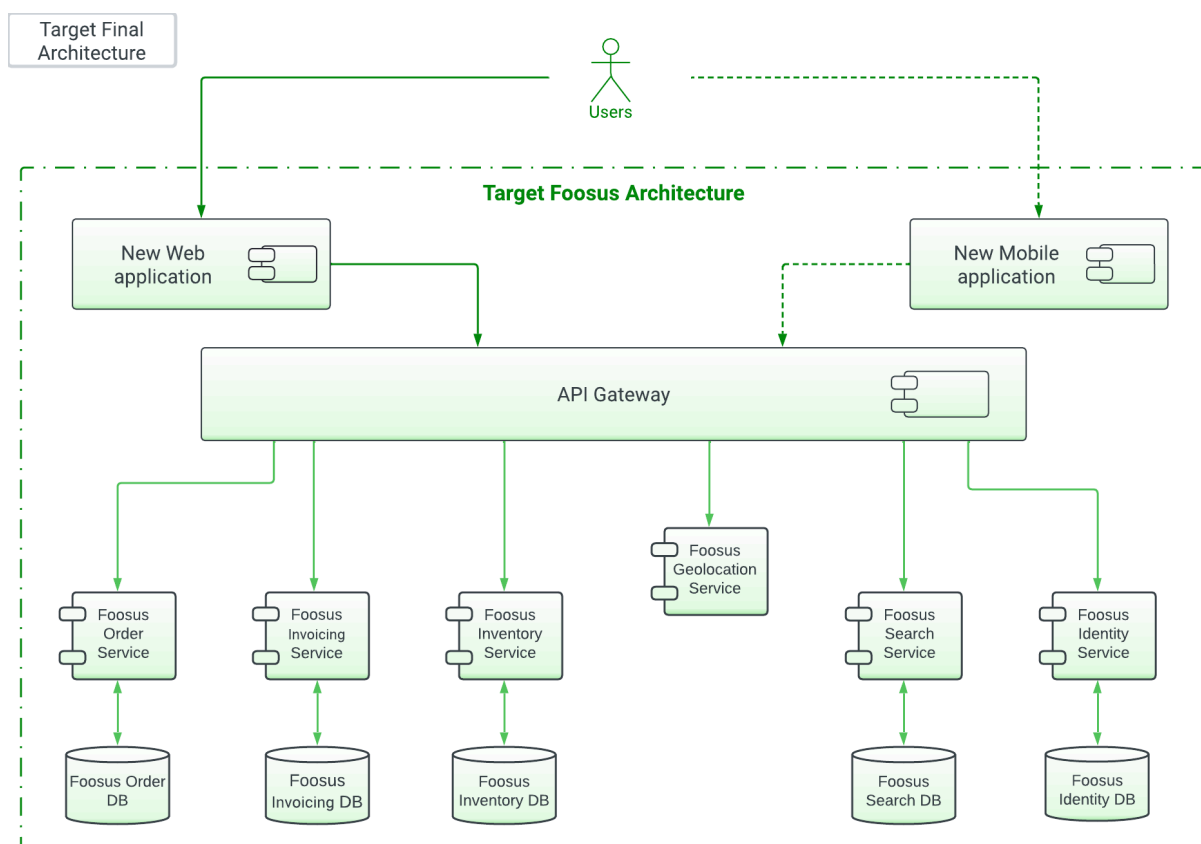 Target Final
Architecture
Users
Target Foosus Architecture
New Web
application
New Mobile
application
API Gateway
Foosus
Geolocation
Service
Foosus
Order
Service
Foosus
Invoicing
Service
Foosus
Inventory
Service
Foosus
Search
Service
Foosus
Identity
Service
Foosus Order
DB
Foosus
Invoicing DB
Foosus
Inventory DB
Foosus
Search DB
Foosus
Identity DB